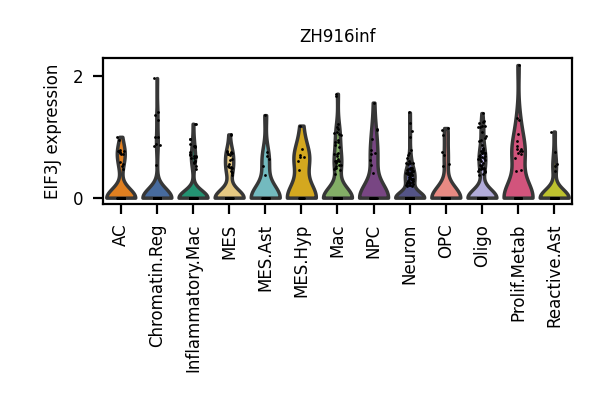 ZH916inf
EIF3J expression
2
0
AC
Chromatin.Reg
Inflammatory.Mac
MES
MES.Ast
MES.Hyp
Mac
NPC
Neuron
OPC
Oligo
Prolif.Metab
Reactive.Ast